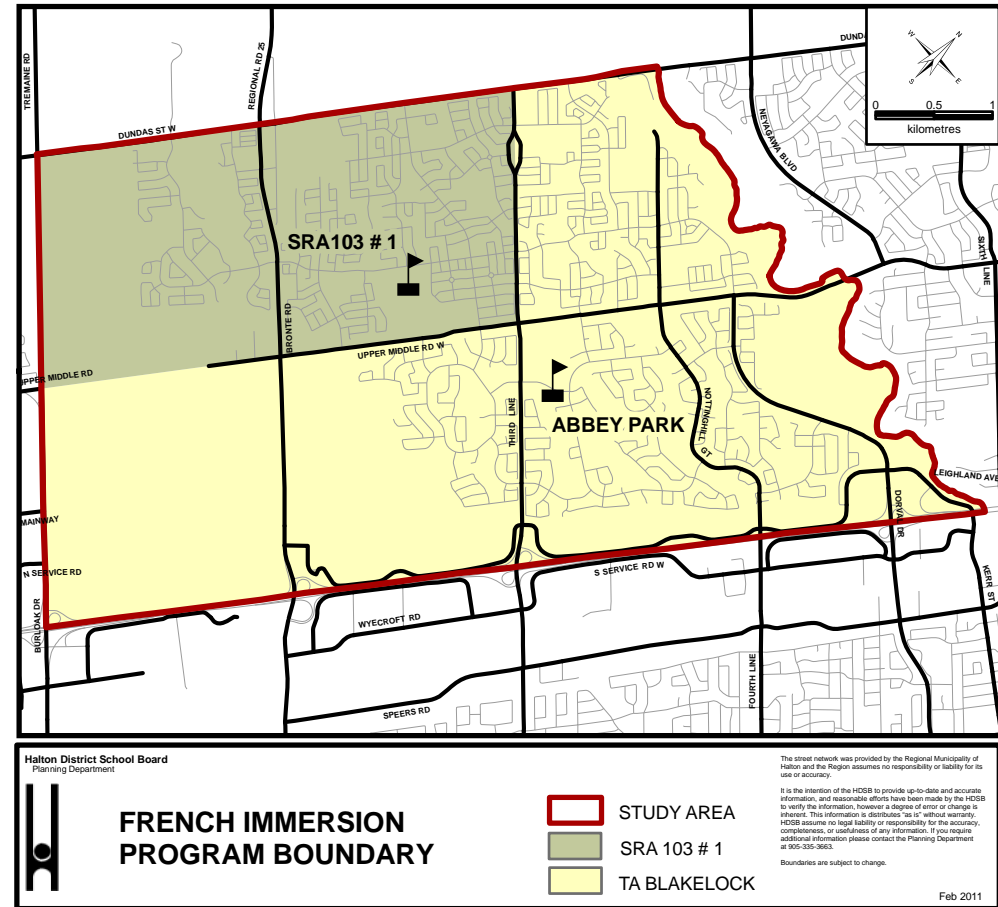 TREMAINE RD
REGIONAL RD 25
DUNDAS ST W
DUNDA
W
N
S
E
0 0.5 1
kilometres
NEYAGAWA BLVD
SIXTH LINE
SRA103 # 1
BRONTE RD
UPPER MIDDLE RD W
UPPER MIDDLE RD
THIRD LINE
ABBEY PARK
NOTTINGHILL GT
LEIGHLAND AVE
DORVAL DR
MAINWAY
N SERVICE RD
S SERVICE RD W
BURLOAK DR
WYECROFT RD
KERR ST
FOURTH LINE
SPEERS RD
Halton District School Board
Planning Department
FRENCH IMMERSION
PROGRAM BOUNDARY
STUDY AREA
SRA 103 # 1
TA BLAKELOCK
The street network was provided by the Regional Municipality of
Halton and the Region assumes no responsibility or liability for its
use or accuracy.
It is the intention of the HDSB to provide up-to-date and accurate
information, and reasonable efforts have been made by the HDSB
to verify the information, however a degree of error or change is
inherent. This information is distributes "as is" without warranty.
HDSB assume no legal liability or responsibility for the accuracy,
completeness, or usefulness of any information. If you require
additional information please contact the Planning Department
at 905-335-3663.
Boundaries are subject to change.
Feb 2011